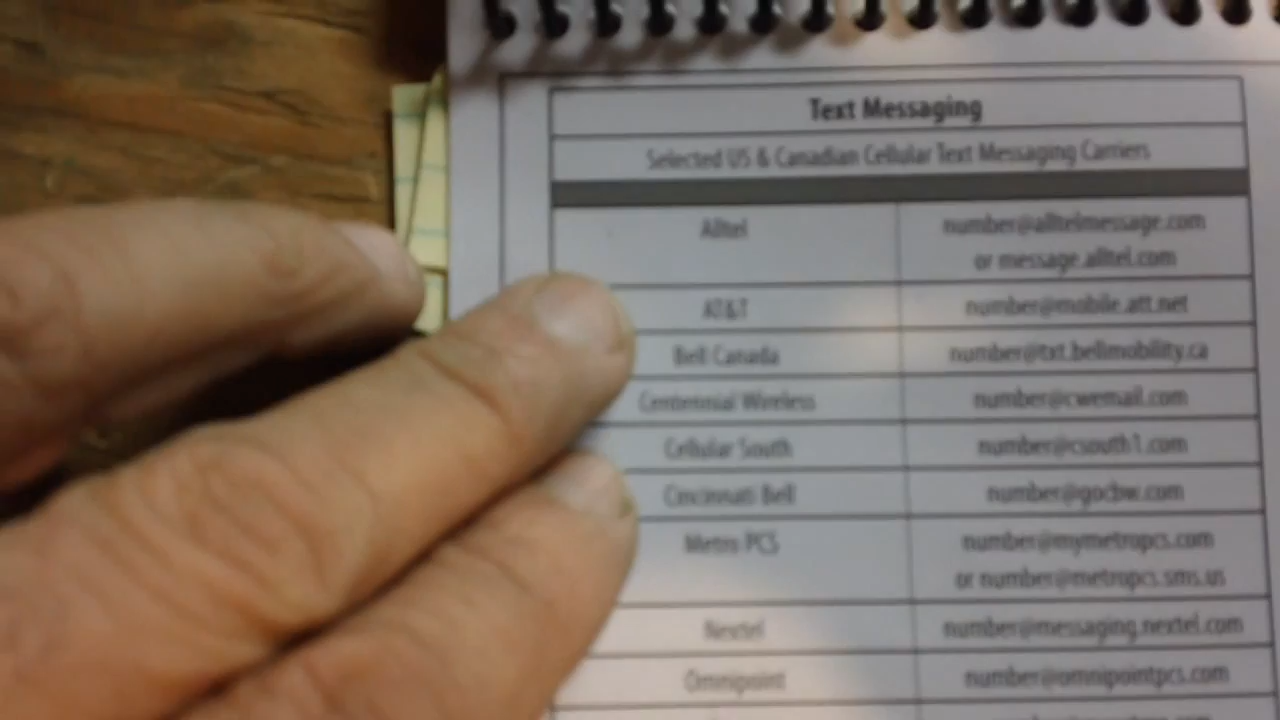 Text Messaging
Selected US & Canadian Cellular Text Messaging Carriers
Alltel number@alltelmessage.com
or message.alltel.com
AT&T number@mobile.att.net
Bell Canada number@txt.bellmobility.ca
Centennial Wireless number@cwemail.com
Cellular South number@csouth1.com
Cincinnati Bell number@gocbw.com
Metro PCS number@mymetropcs.com
or number@metropcs.sms.us
Nextel number@messaging.nextel.com
Omnipoint number@omnipointpcs.com